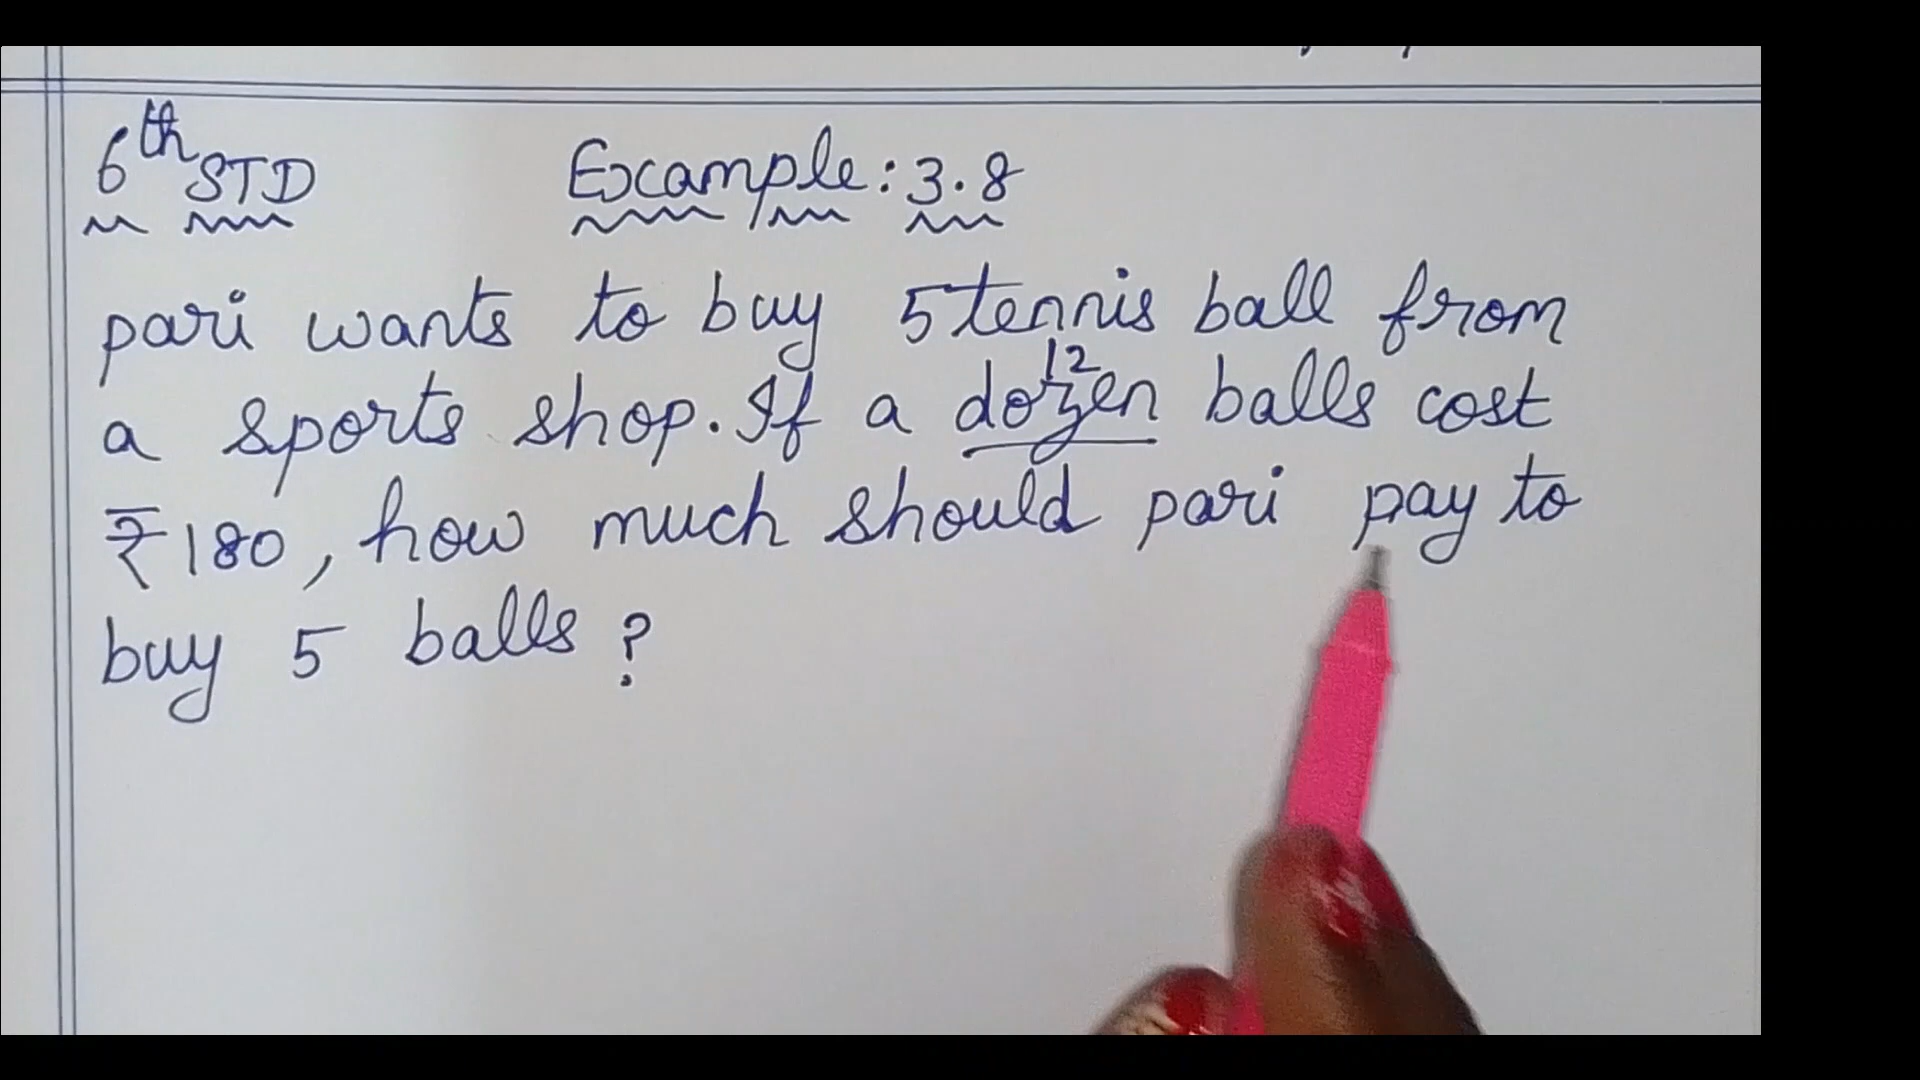 6th STD Example: 3.8
pari wants to buy 5 tennis ball from
12
a sports shop. If a dozen balls cost
₹180, how much should pari pay to
buy 5 balls?